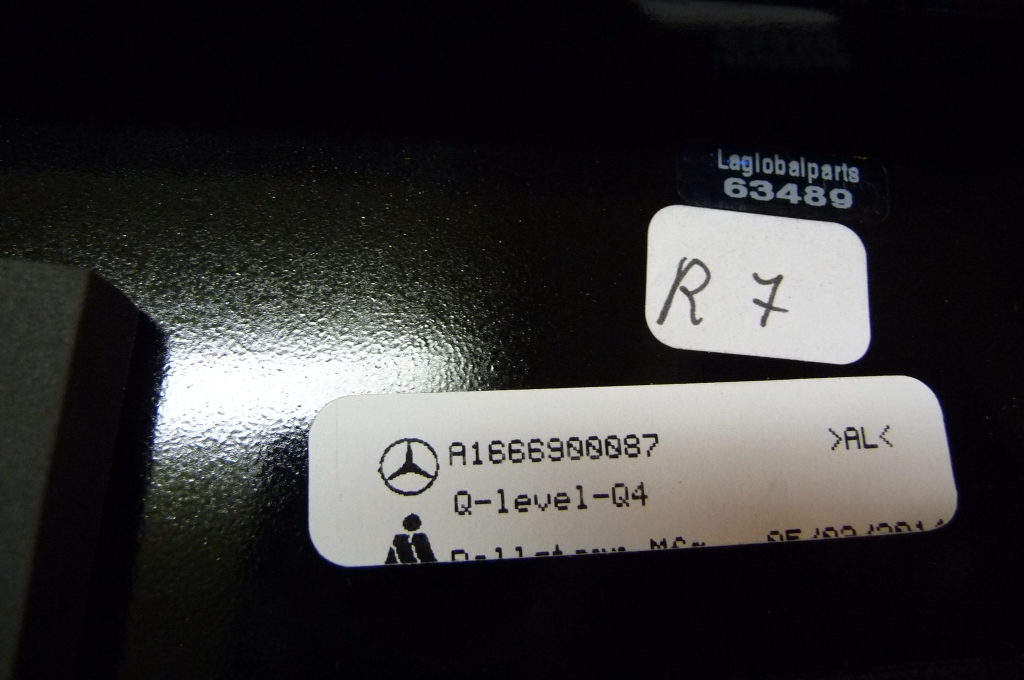 Laglobalparts
63489
R 7
A1666900087 >AL<
Q-level-Q4